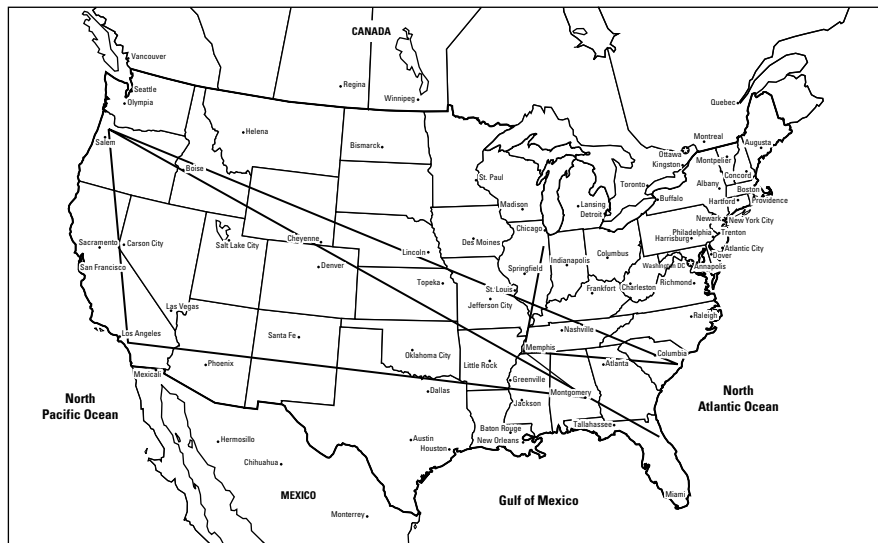 CANADA
Vancouver
Seattle
Olympia
Regina
Winnipeg
Quebec
Salem
Helena
Bismarck
Ottawa
Montreal
Kingston
Montpelier
Augusta
Boise
St. Paul
Toronto
Albany
Concord
Boston
Madison
Lansing
Detroit
Buffalo
Hartford
Providence
Newark
New York City
Sacramento
Carson City
Salt Lake City
Cheyenne
Lincoln
Des Moines
Chicago
Philadelphia
Harrisburg
Trenton
Atlantic City
Dover
San Francisco
Denver
Topeka
Springfield
Indianapolis
Columbus
Washington DC
Annapolis
St. Louis
Jefferson City
Frankfort
Charleston
Richmond
Las Vegas
Raleigh
Los Angeles
Santa Fe
Oklahoma City
Nashville
Memphis
Columbia
Phoenix
Little Rock
Atlanta
Mexicali
Dallas
Greenville
Montgomery
Jackson
North
Pacific Ocean
North
Atlantic Ocean
Hermosillo
Austin
Houston
Baton Rouge
New Orleans
Tallahassee
Chihuahua
MEXICO
Gulf of Mexico
Miami
Monterrey